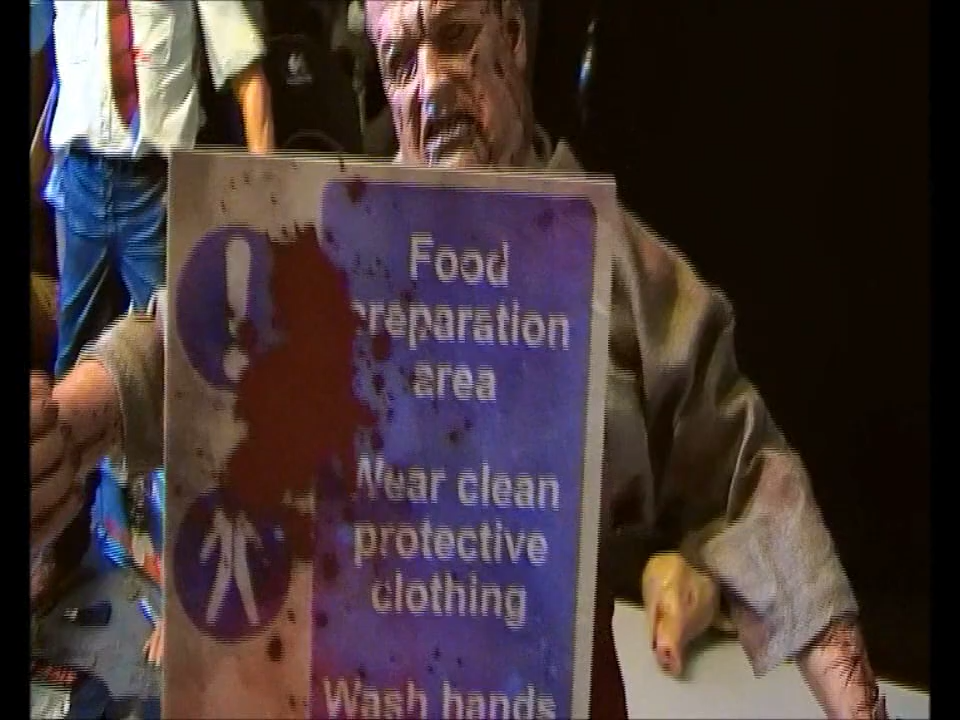 Food
preparation
area
Wear clean
protective
clothing
Wash hands